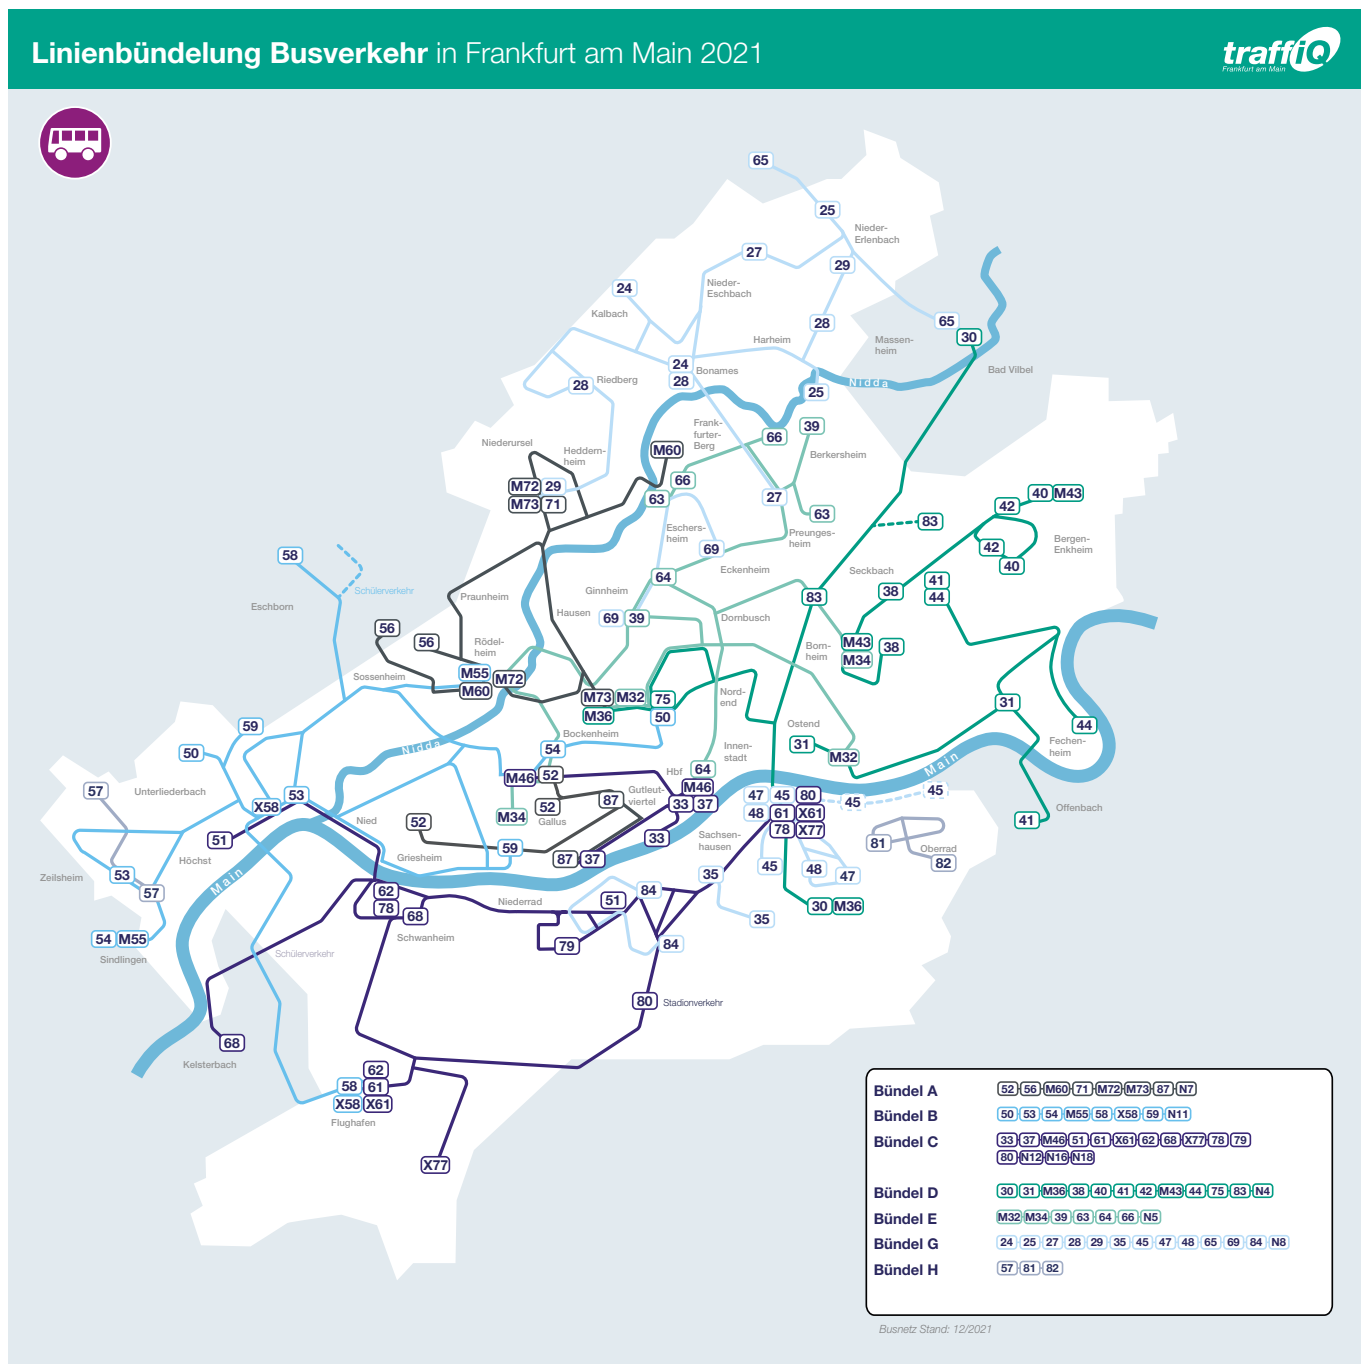 Linienbündelung Busverkehr in Frankfurt am Main 2021
traffiQ
Frankfurt am Main
65
25
Nieder-
Erlenbach
27
29
Nieder-
Eschbach
24
Kalbach
28
65
30
Harheim
Massen-
heim
Bad Vilbel
24
28
Bonames
Nidda
25
28
Riedberg
Niederursel
Heddern-
heim
M60
Frank-
furter-
Berg
66
39
Berkersheim
M72
29
M73
71
66
63
27
63
Preunges-
heim
40
M43
42
83
Eschers-
heim
69
Eckenheim
42
40
Bergen-
Enkheim
58
Schülerverkehr
Eschborn
Praunheim
Ginnheim
64
Seckbach
41
44
38
83
Hausen
69
39
Dornbusch
56
56
Rödel-
heim
Born-
heim
M43
M34
38
Sossenheim
M55
M60
M72
M73
M32
75
M36
50
Nord-
end
31
44
59
50
Nidda
54
Bockenheim
Innen-
stadt
Ostend
31
M32
Fechen-
heim
Main
57
Unterliederbach
X58
53
M46
52
Hbf
64
M46
Gutleut-
viertel
33
37
87
52
Gallus
M34
47
45
80
45
45
48
61
X61
78
X77
Offenbach
41
51
Höchst
Nied
52
Griesheim
59
87
37
33
Sachsen-
hausen
81
Oberrad
82
Zeilsheim
53
57
Main
62
78
68
Schwanheim
Niederrad
51
84
35
45
48
47
35
30
M36
79
84
54
M55
Sindlingen
Schülerverkehr
80
Stadionverkehr
68
Kelsterbach
62
58
61
X58
X61
Flughafen
X77
Bündel A 52 56 M60 71 M72 M73 87 N7
Bündel B 50 53 54 M55 58 X58 59 N11
Bündel C 33 37 M46 51 61 X61 62 68 X77 78 79
80 N12 N16 N18
Bündel D 30 31 M36 38 40 41 42 M43 44 75 83 N4
Bündel E M32 M34 39 63 64 66 N5
Bündel G 24 25 27 28 29 35 45 47 48 65 69 84 N8
Bündel H 57 81 82
Busnetz Stand: 12/2021